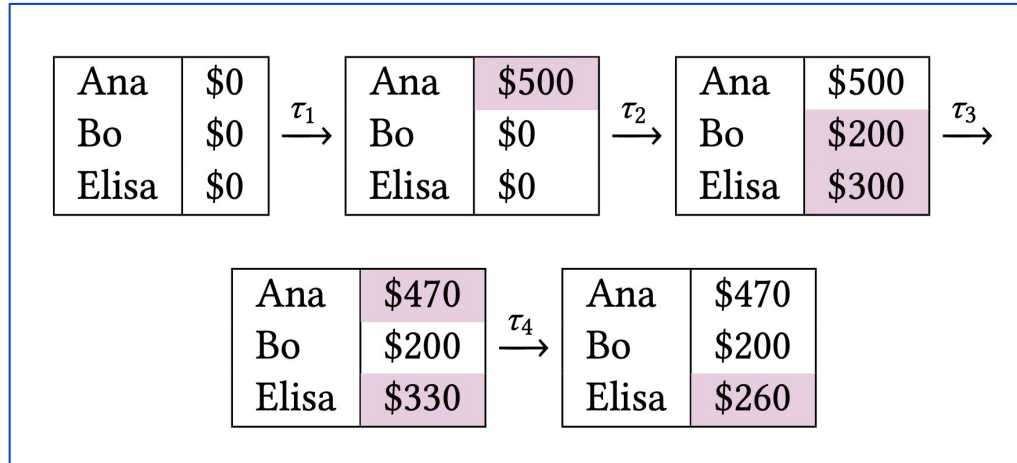 Ana $0 τ1 Ana $500 τ2 Ana $500 τ3
Bo $0 Bo $0 Bo $200
Elisa $0 Elisa $0 Elisa $300
Ana $470 τ4 Ana $470
Bo $200 Bo $200
Elisa $330 Elisa $260